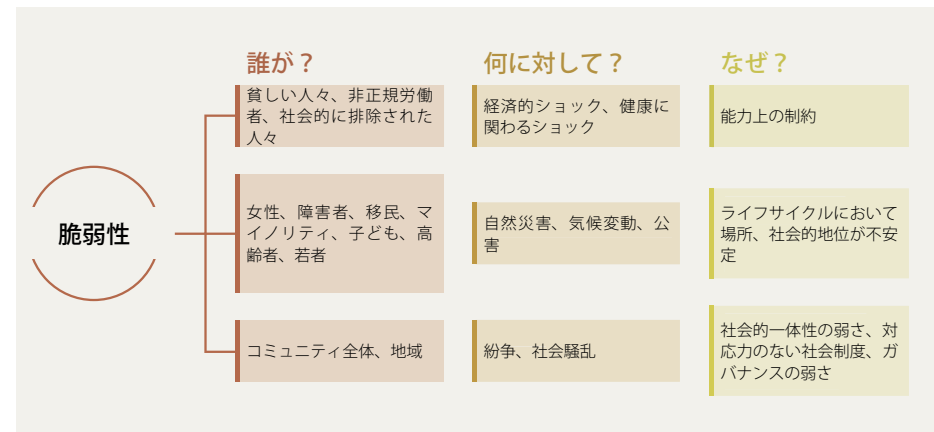 誰が？
何に対して？
なぜ？
脆弱性
貧しい人々、非正規労働
者、社会的に排除された
人々
経済的ショック、健康に
関わるショック
能力上の制約
女性、障害者、移民、マ
イノリティ、子ども、高
齢者、若者
自然災害、気候変動、公
害
ライフサイクルにおいて
場所、社会的地位が不安
定
コミュニティ全体、地域
紛争、社会騒乱
社会的一体性の弱さ、対
応力のない社会制度、ガ
バナンスの弱さ